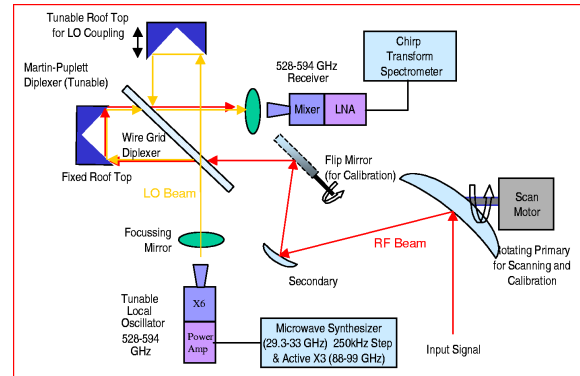 Tunable Roof Top
for LO Coupling
Martin-Puplett
Diplexer (Tunable)
528-594 GHz
Receiver
Chirp
Transform
Spectrometer
Mixer
LNA
Wire Grid
Diplexer
Fixed Roof Top
Flip Mirror
(for Calibration)
LO Beam
Scan
Motor
Focussing
Mirror
RF Beam
Rotating Primary
for Scanning and
Calibration
Secondary
Tunable
Local
Oscillator
528-594
GHz
X6
Power
Amp
Microwave Synthesizer
(29.3-33 GHz) 250kHz Step
& Active X3 (88-99 GHz)
Input Signal